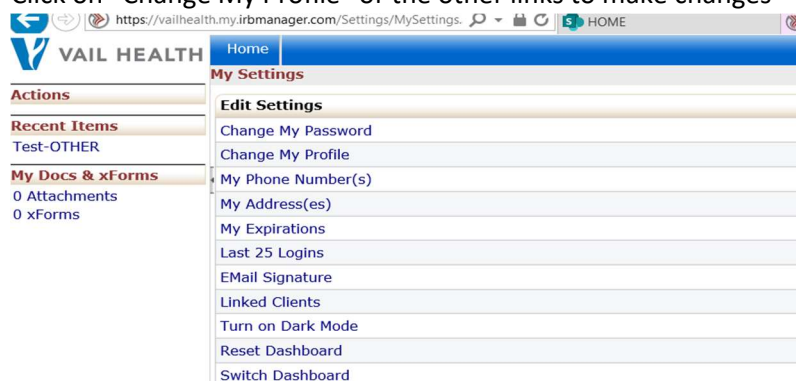 Click on "Change My Profile" or the other links to make changes
https://vailhealth.my.irbmanager.com/Settings/MySettings.
HOME
VAIL HEALTH
Home
My Settings
Actions
Recent Items
Test-OTHER
My Docs & xForms
0 Attachments
0 xForms
Edit Settings
Change My Password
Change My Profile
My Phone Number(s)
My Address(es)
My Expirations
Last 25 Logins
EMail Signature
Linked Clients
Turn on Dark Mode
Reset Dashboard
Switch Dashboard